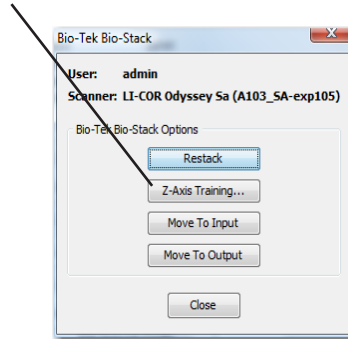 Bio-Tek Bio-Stack
X
User: admin
Scanner: LI-COR Odyssey Sa (A103_SA-exp105)
Bio-Tek Bio-Stack Options
Restack
Z-Axis Training...
Move To Input
Move To Output
Close